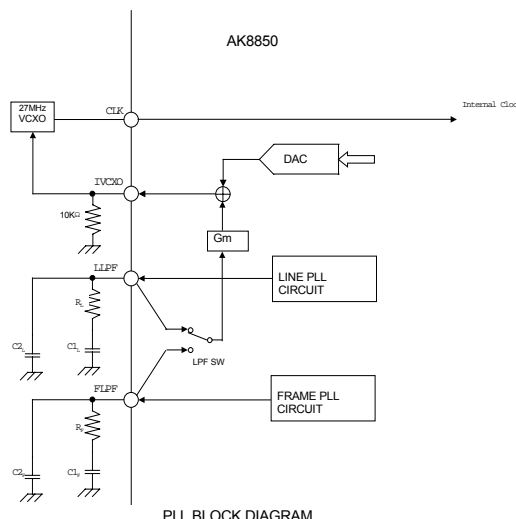 AK8850
27MHz
VCXO
CLK
Internal Cloc
DAC
IVCXO
10KΩ
Gm
LLPF
LINE PLL
CIRCUIT
RL
C2L
C1L
LPF SW
FLPF
FRAME PLL
CIRCUIT
RF
C2F
C1F
PLL BLOCK DIAGRAM